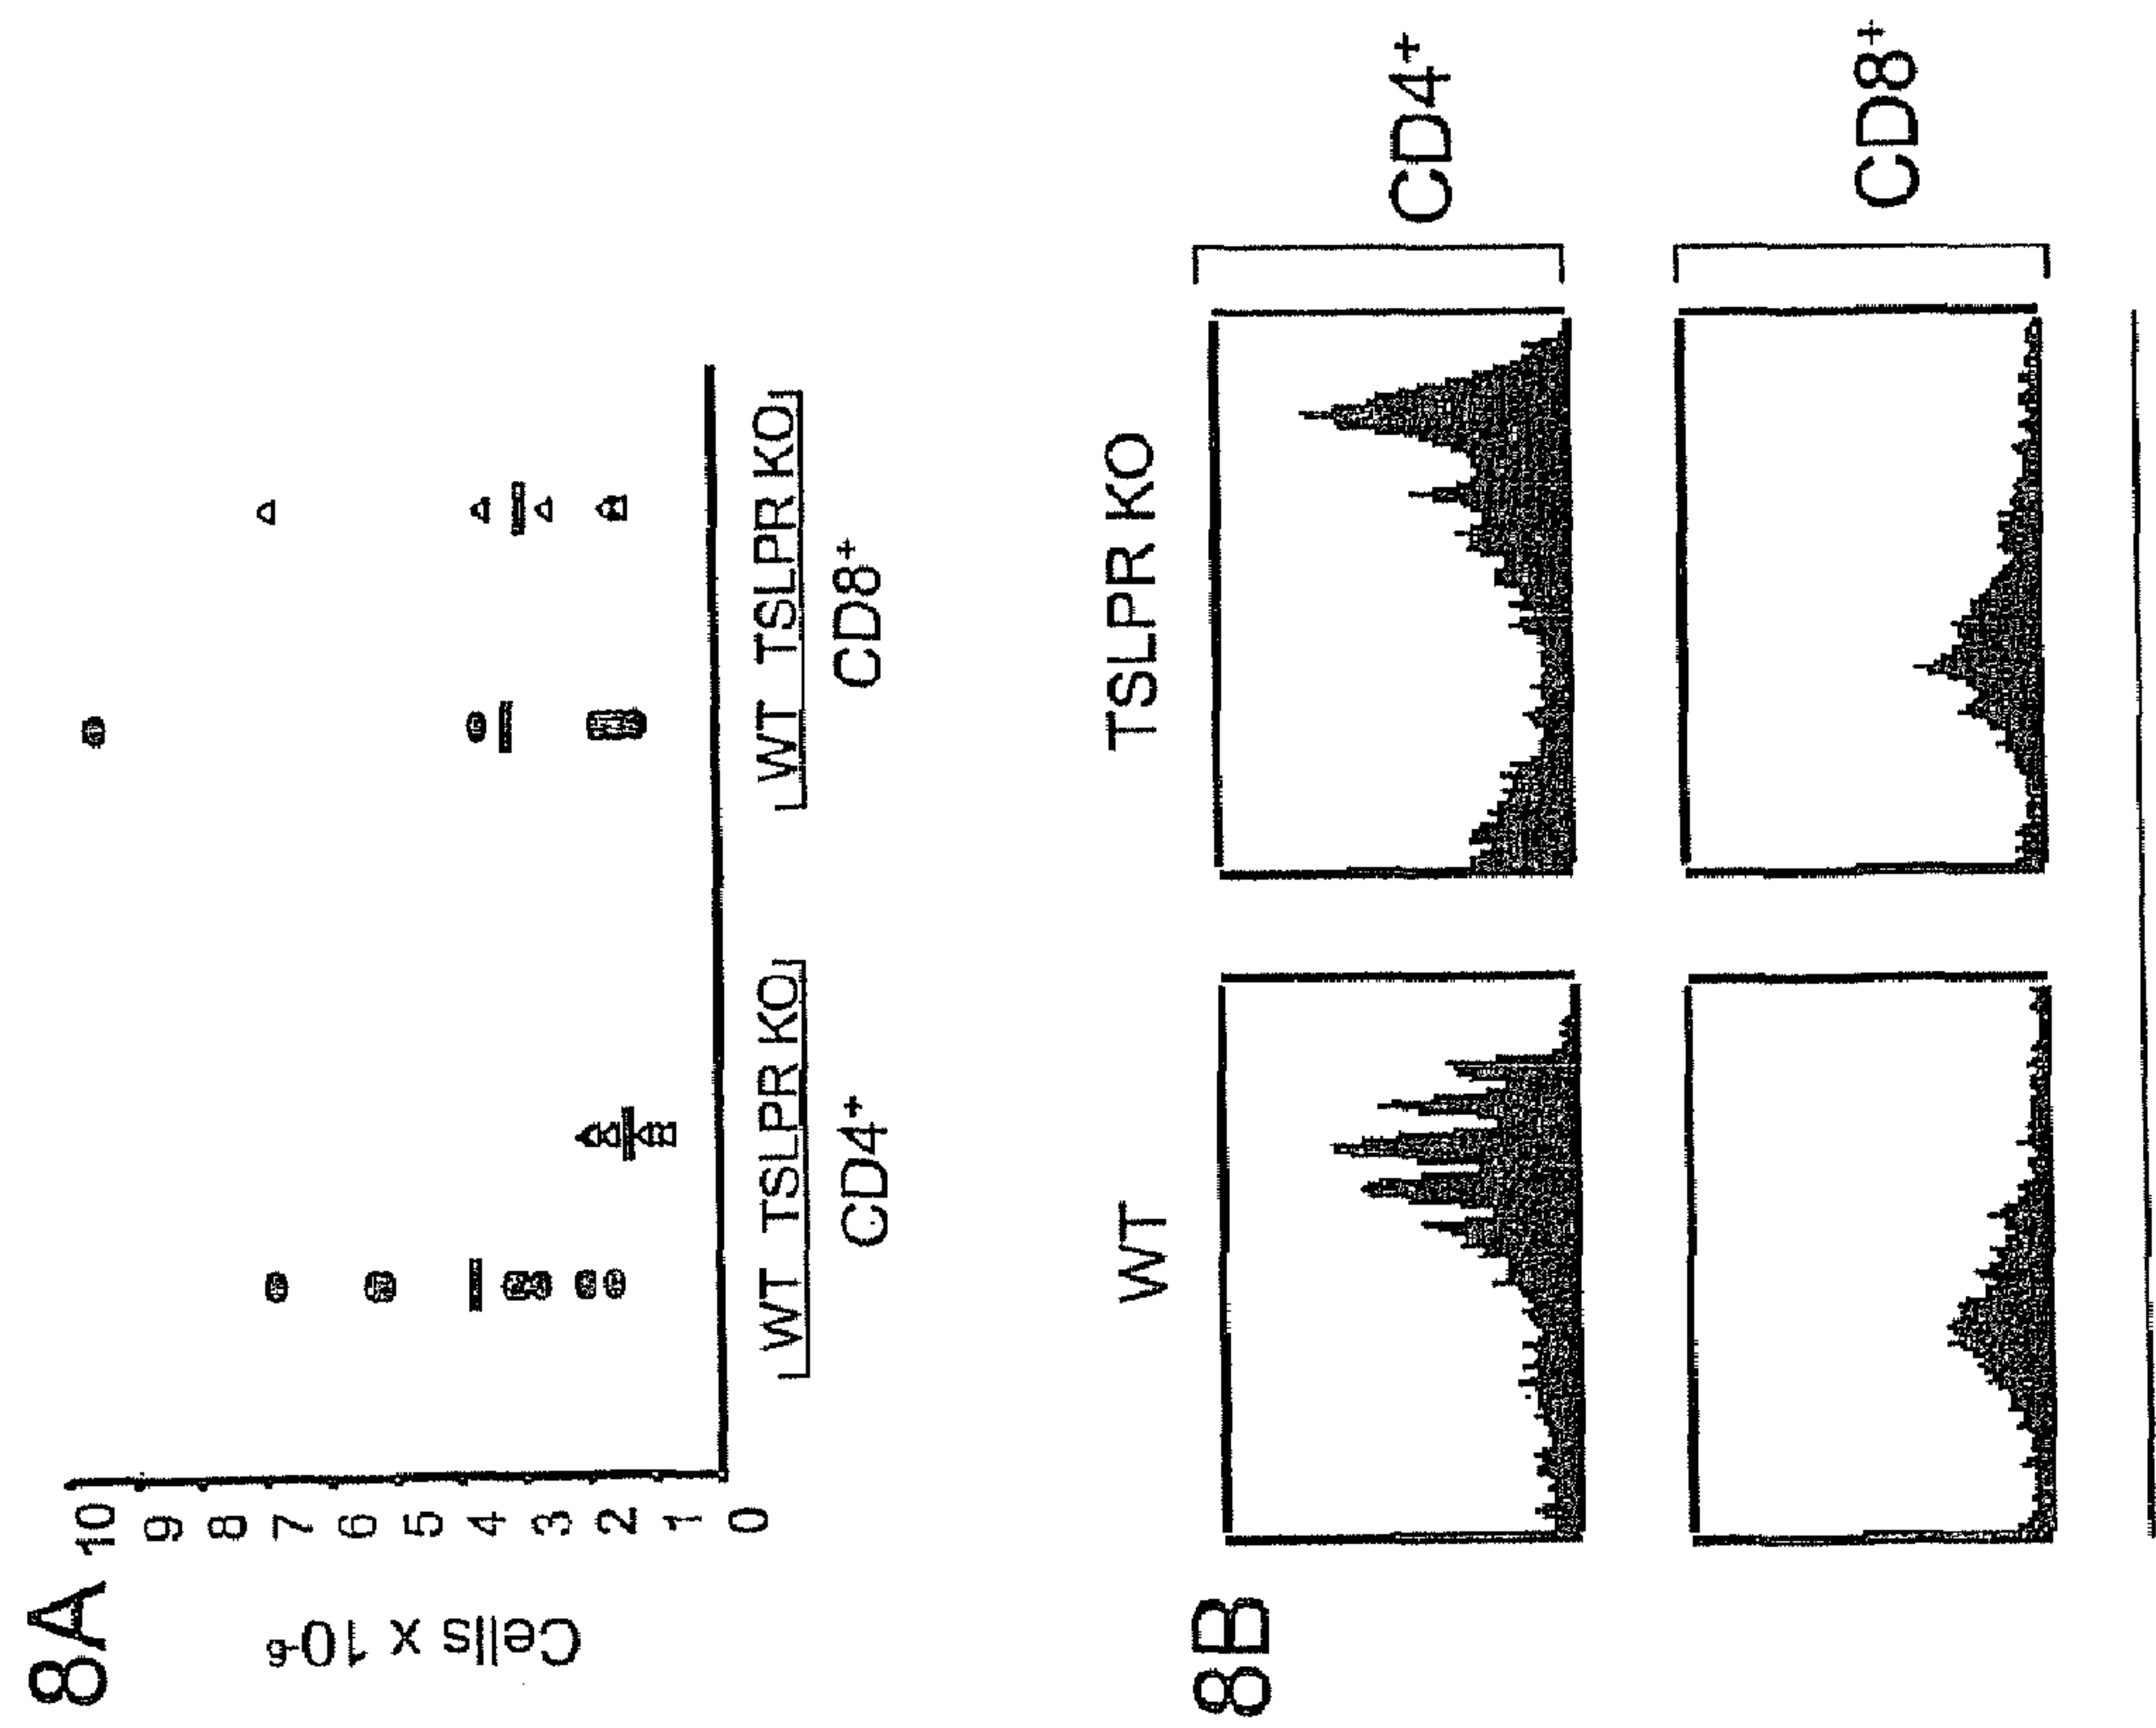 8A
Cells x 10-6
10
9
8
7
6
5
4
3
2
1
0
WT TSLPR KO WT TSLPR KO
CD4+ CD8+
8B
WT TSLPR KO
CD4+
CD8+